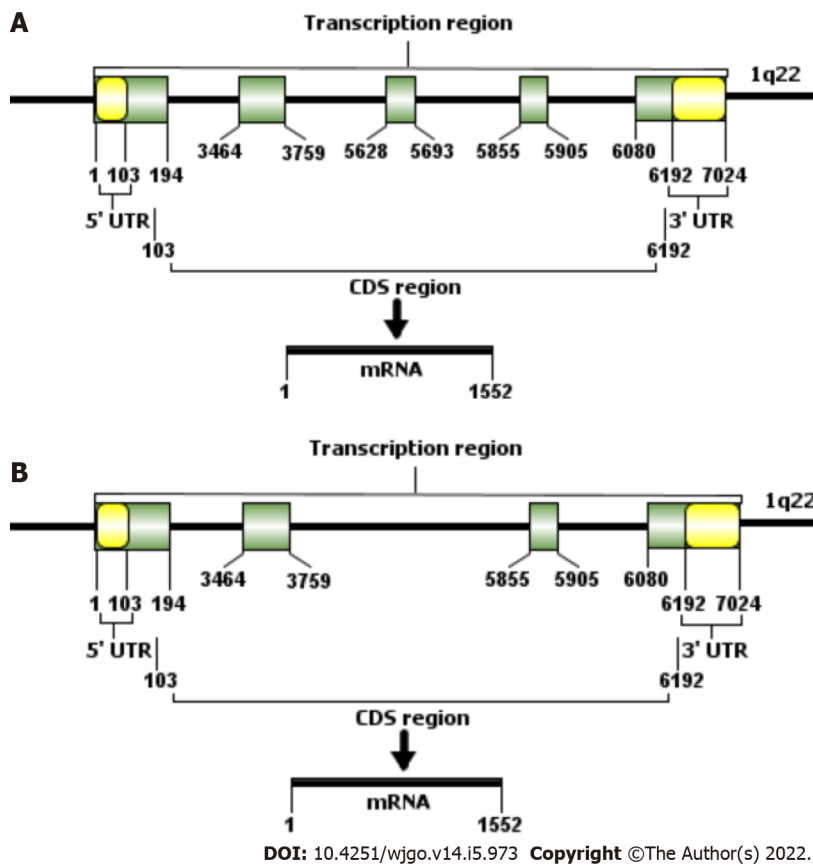 A
Transcription region
1q22
3464 3759 5628 5693 5855 5905 6080
1 103 194 6192 7024
5' UTR 3' UTR
103 6192
CDS region
mRNA
1 1552
B
Transcription region
1q22
3464 3759 5855 5905 6080
1 103 194 6192 7024
5' UTR 3' UTR
103 6192
CDS region
mRNA
1 1552
DOI: 10.4251/wjgo.v14.i5.973 Copyright ©The Author(s) 2022.